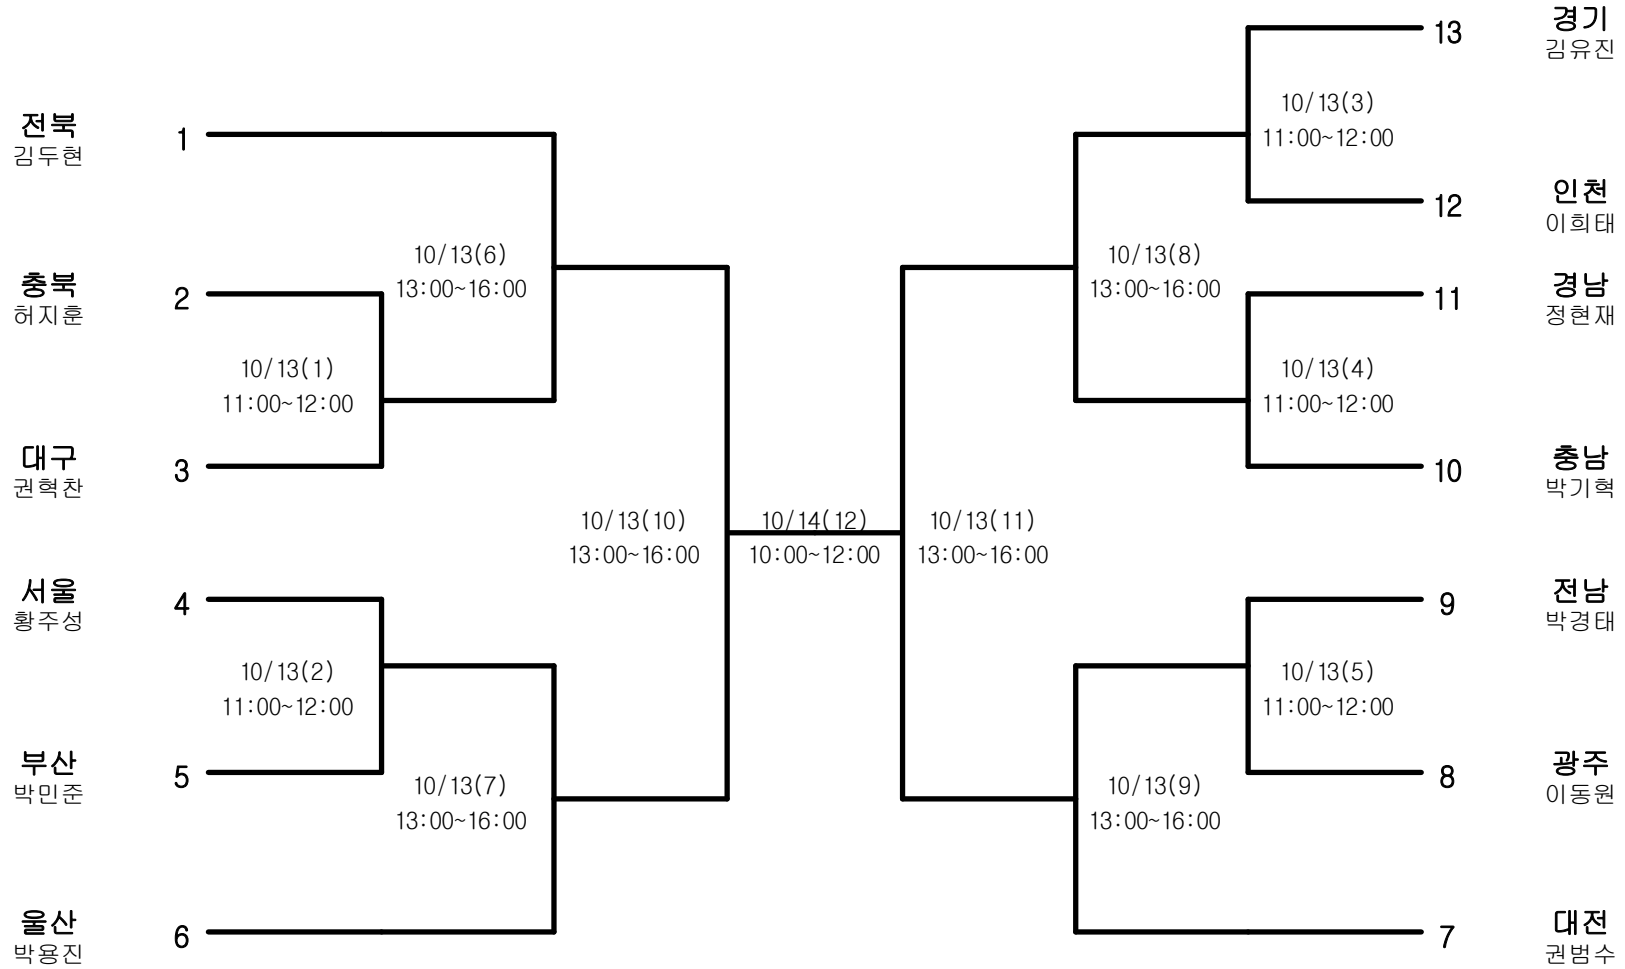 전북
김두현
1
충북
허지훈
2
대구
권혁찬
3
서울
황주성
4
부산
박민준
5
울산
박용진
6
10/13(1)
11:00~12:00
10/13(2)
11:00~12:00
10/13(6)
13:00~16:00
10/13(7)
13:00~16:00
10/13(10)
13:00~16:00
10/14(12)
10:00~12:00
10/13(11)
13:00~16:00
10/13(8)
13:00~16:00
10/13(9)
13:00~16:00
10/13(3)
11:00~12:00
10/13(4)
11:00~12:00
10/13(5)
11:00~12:00
13
경기
김유진
12
인천
이희태
11
경남
정현재
10
충남
박기혁
9
전남
박경태
8
광주
이동원
7
대전
권범수